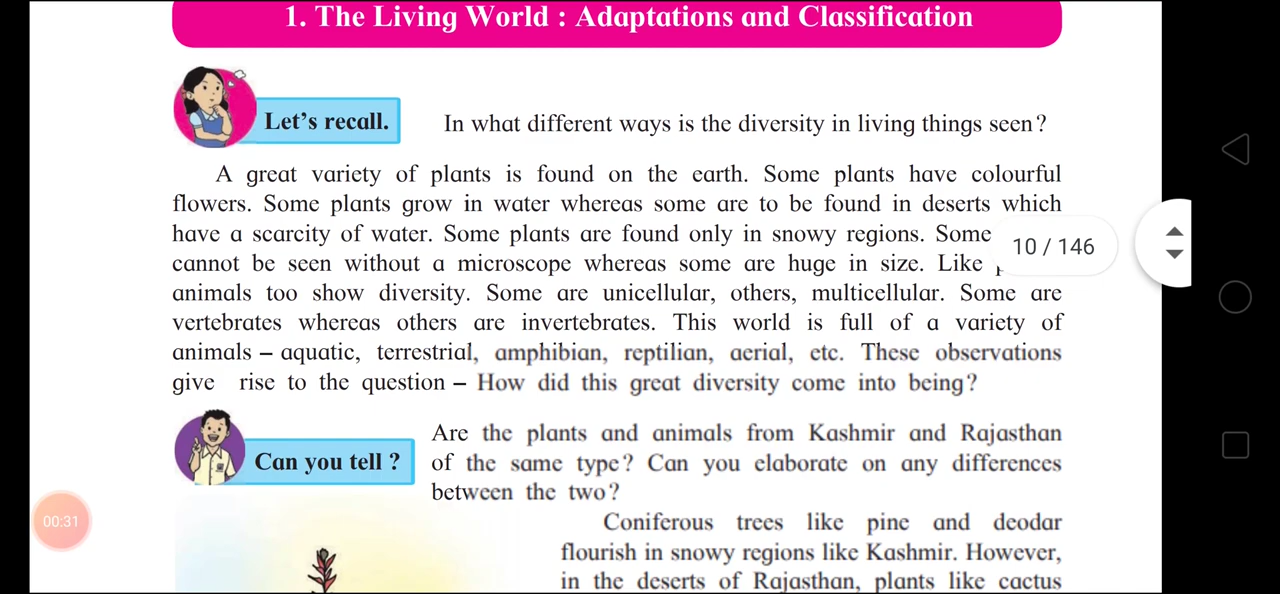 1. The Living World : Adaptations and Classification
Let's recall.
In what different ways is the diversity in living things seen?
A great variety of plants is found on the earth. Some plants have colourful
flowers. Some plants grow in water whereas some are to be found in deserts which
have a scarcity of water. Some plants are found only in snowy regions. Some
10 / 146
cannot be seen without a microscope whereas some are huge in size. Like
animals too show diversity. Some are unicellular, others, multicellular. Some are
vertebrates whereas others are invertebrates. This world is full of a variety of
animals – aquatic, terrestrial, amphibian, reptilian, aerial, etc. These observations
give rise to the question – How did this great diversity come into being?
Can you tell ?
Are the plants and animals from Kashmir and Rajasthan
of the same type? Can you elaborate on any differences
between the two?
00:31
Coniferous trees like pine and deodar
flourish in snowy regions like Kashmir. However,
in the deserts of Rajasthan, plants like cactus